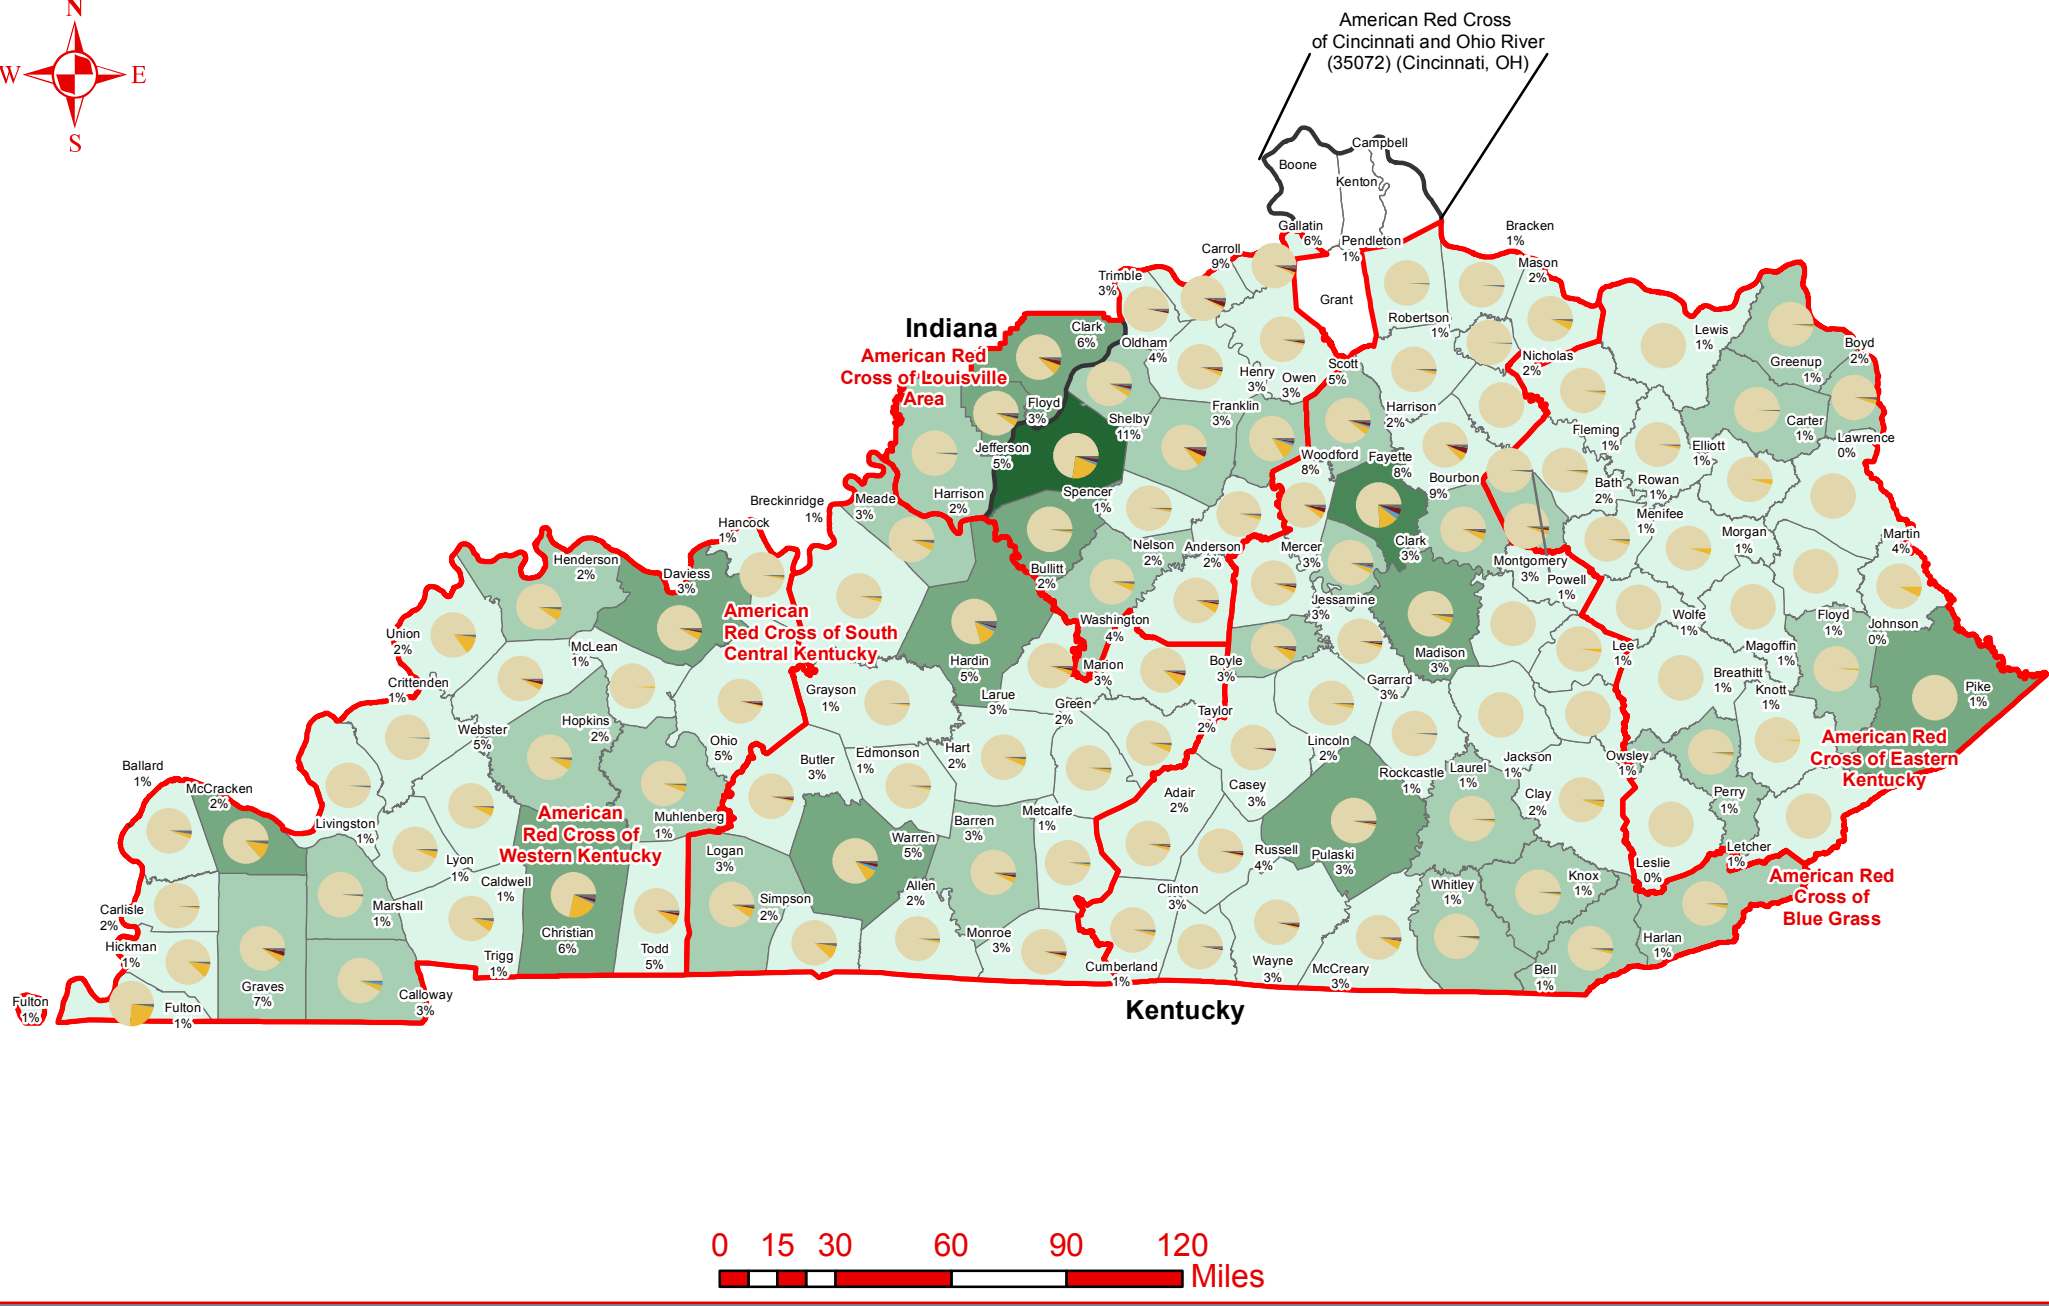 N
W
E
S
American Red Cross
of Cincinnati and Ohio River
(35072) (Cincinnati, OH)
Campbell
Boone
Kenton
Gallatin
6%
Pendleton
1%
Bracken
1%
Carroll
9%
Mason
2%
Trimble
3%
Grant
Indiana
Clark
6%
Robertson
1%
Lewis
1%
Oldham
4%
American Red
Cross of Louisville
Area
Boyd
2%
Nicholas
2%
Greenup
1%
Scott
5%
Henry
3%
Owen
3%
Floyd
3%
Franklin
3%
Harrison
2%
Shelby
11%
Carter
1%
Fleming
1%
Elliott
1%
Lawrence
0%
Jefferson
5%
Woodford
8%
Fayette
8%
Bourbon
9%
Bath
2%
Rowan
1%
Breckinridge
1%
Meade
3%
Harrison
2%
Spencer
1%
Menifee
1%
Hancock
1%
Morgan
1%
Martin
4%
Clark
3%
Nelson
2%
Anderson
2%
Mercer
3%
Henderson
2%
Daviess
3%
Bullitt
2%
Montgomery
3%
Powell
1%
Jessamine
3%
American
Red Cross of South
Central Kentucky
Washington
4%
Wolfe
1%
Floyd
1%
Johnson
0%
Union
2%
McLean
1%
Hardin
5%
Marion
3%
Boyle
3%
Madison
3%
Lee
1%
Magoffin
1%
Crittenden
1%
Grayson
1%
Larue
3%
Garrard
3%
Breathitt
1%
Knott
1%
Pike
1%
Green
2%
Taylor
2%
Webster
5%
Hopkins
2%
Ohio
5%
Lincoln
2%
American Red
Cross of Eastern
Kentucky
Butler
3%
Edmonson
1%
Hart
2%
Jackson
1%
Owsley
1%
Ballard
1%
McCracken
2%
Casey
3%
Rockcastle
1%
Laurel
1%
Adair
2%
Clay
2%
Perry
1%
American
Red Cross of
Western Kentucky
Livingston
1%
Muhlenberg
1%
Warren
5%
Barren
3%
Metcalfe
1%
Logan
3%
Russell
4%
Pulaski
3%
Letcher
1%
Lyon
1%
Leslie
0%
Caldwell
1%
Allen
2%
Clinton
3%
Whitley
1%
Knox
1%
American Red
Cross of
Blue Grass
Simpson
2%
Carlisle
2%
Marshall
1%
Christian
6%
Monroe
3%
Harlan
1%
Hickman
1%
Todd
5%
Trigg
1%
Cumberland
1%
Wayne
3%
McCreary
3%
Bell
1%
Graves
7%
Calloway
3%
Fulton
1%
Fulton
1%
Kentucky
0 15 30 60 90 120
Miles